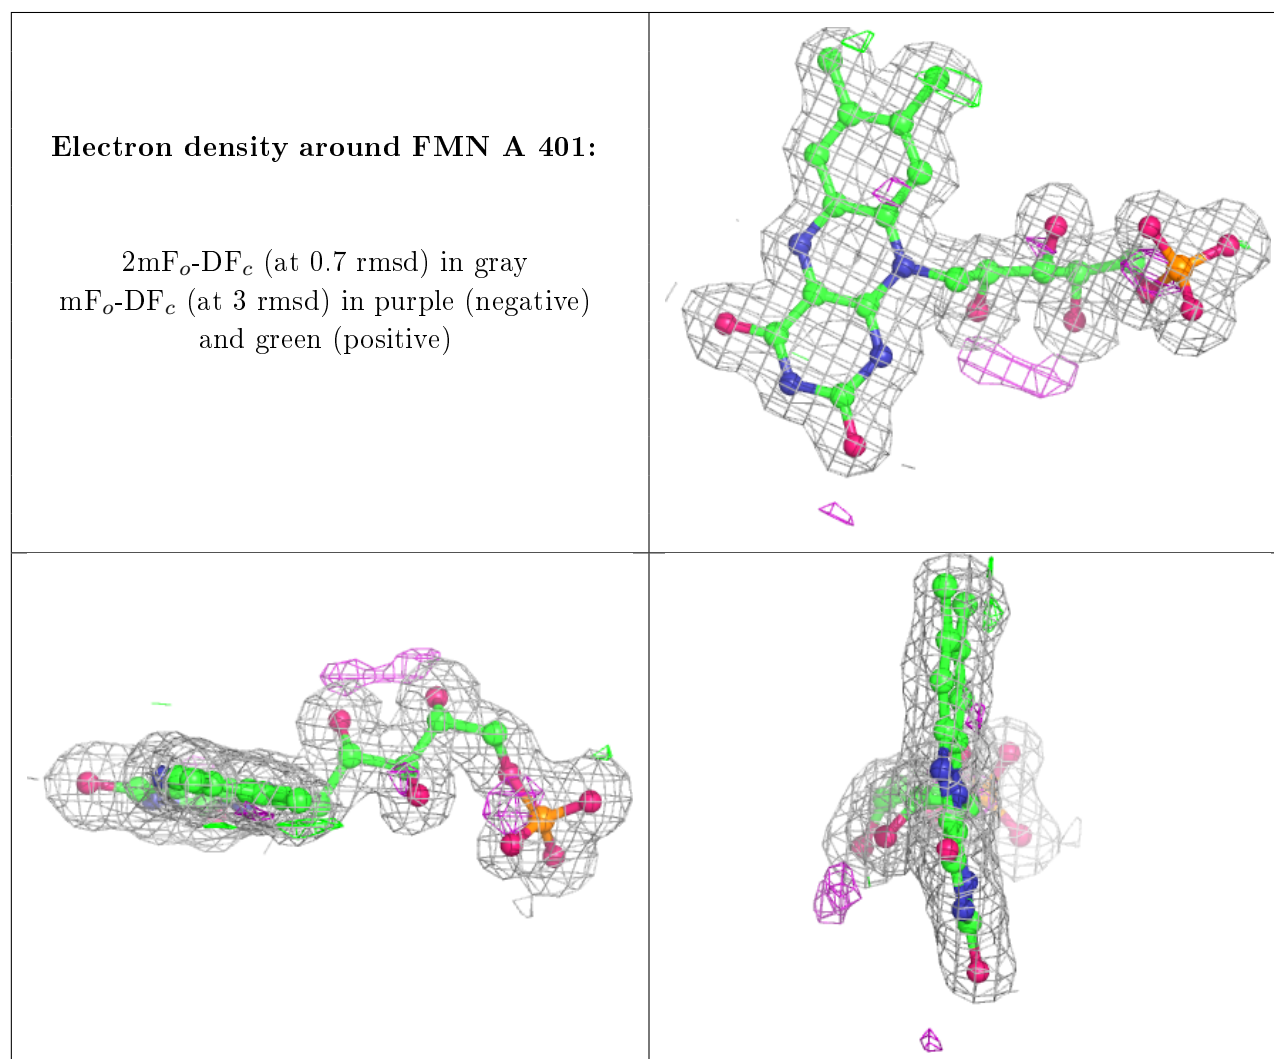 Electron density around FMN A 401:
2mFₒ-DF𝒸 (at 0.7 rmsd) in gray
mFₒ-DF𝒸 (at 3 rmsd) in purple (negative)
and green (positive)